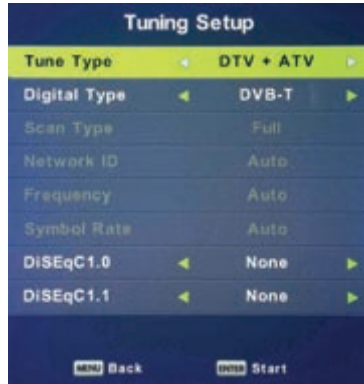 Tuning Setup
Tune Type DTV + ATV
Digital Type DVB-T
Scan Type Full
Network ID Auto
Frequency Auto
Symbol Rate Auto
DiSEqC1.0 None
DiSEqC1.1 None
MENU Back ENTER Start